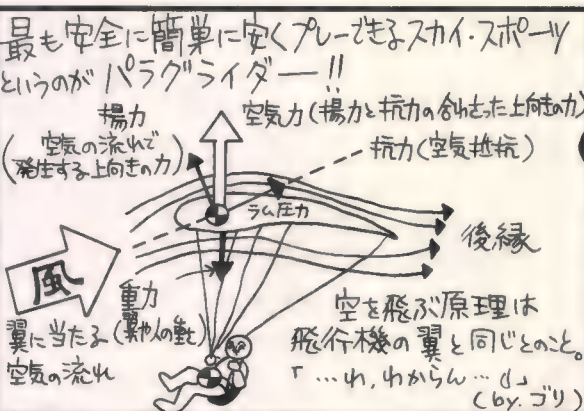 最も安全に簡単に安くプレーできるスカイ・スポーツ
というのがパラグライダー!!
揚力
(空気の流れで
発生する上向きの力)
空気力(揚力と抗力の合わさった上向きの力)
抗力(空気抵抗)
ラム圧力
後縁
風
翼に当たる
空気の流れ
重力
(翼や人の重さ)
空を飛ぶ原理は
飛行機の翼と同じとのこと。
「…わ,わからん…」
(by.ゴリ)